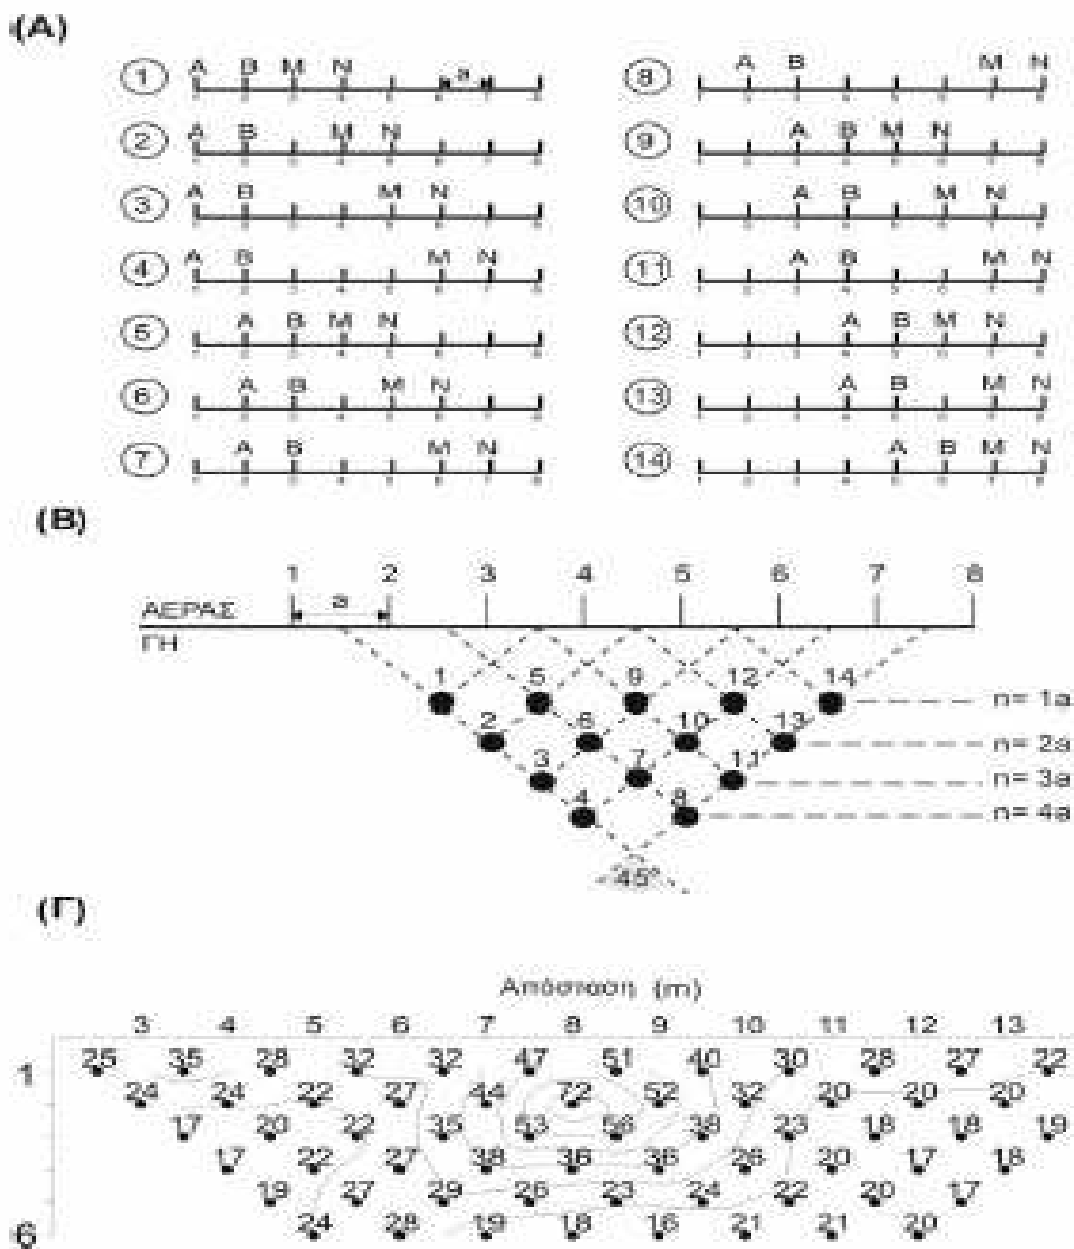 (A)
1 A B M N a
8 A B M N
2 A B M N
9 A B M N
3 A B M N
10 A B M N
4 A B M N
11 A B M N
5 A B M N
12 A B M N
6 A B M N
13 A B M N
7 A B M N
14 A B M N
(B)
1 2 3 4 5 6 7 8
ΑΕΡΑΣ a
ΓΗ
1 5 9 12 14 n= 1a
2 6 10 13 n= 2a
3 7 11 n= 3a
4 8 n= 4a
45°
(Γ)
Απόσταση (m)
3 4 5 6 7 8 9 10 11 12 13
1 25 35 28 32 32 47 51 40 30 28 27 22
24 24 22 27 44 72 52 32 20 20 20
17 20 22 35 53 56 38 23 18 18 19
17 22 27 38 36 36 26 20 17 18
19 27 29 26 23 24 22 20 17
6 24 28 19 18 16 21 21 20